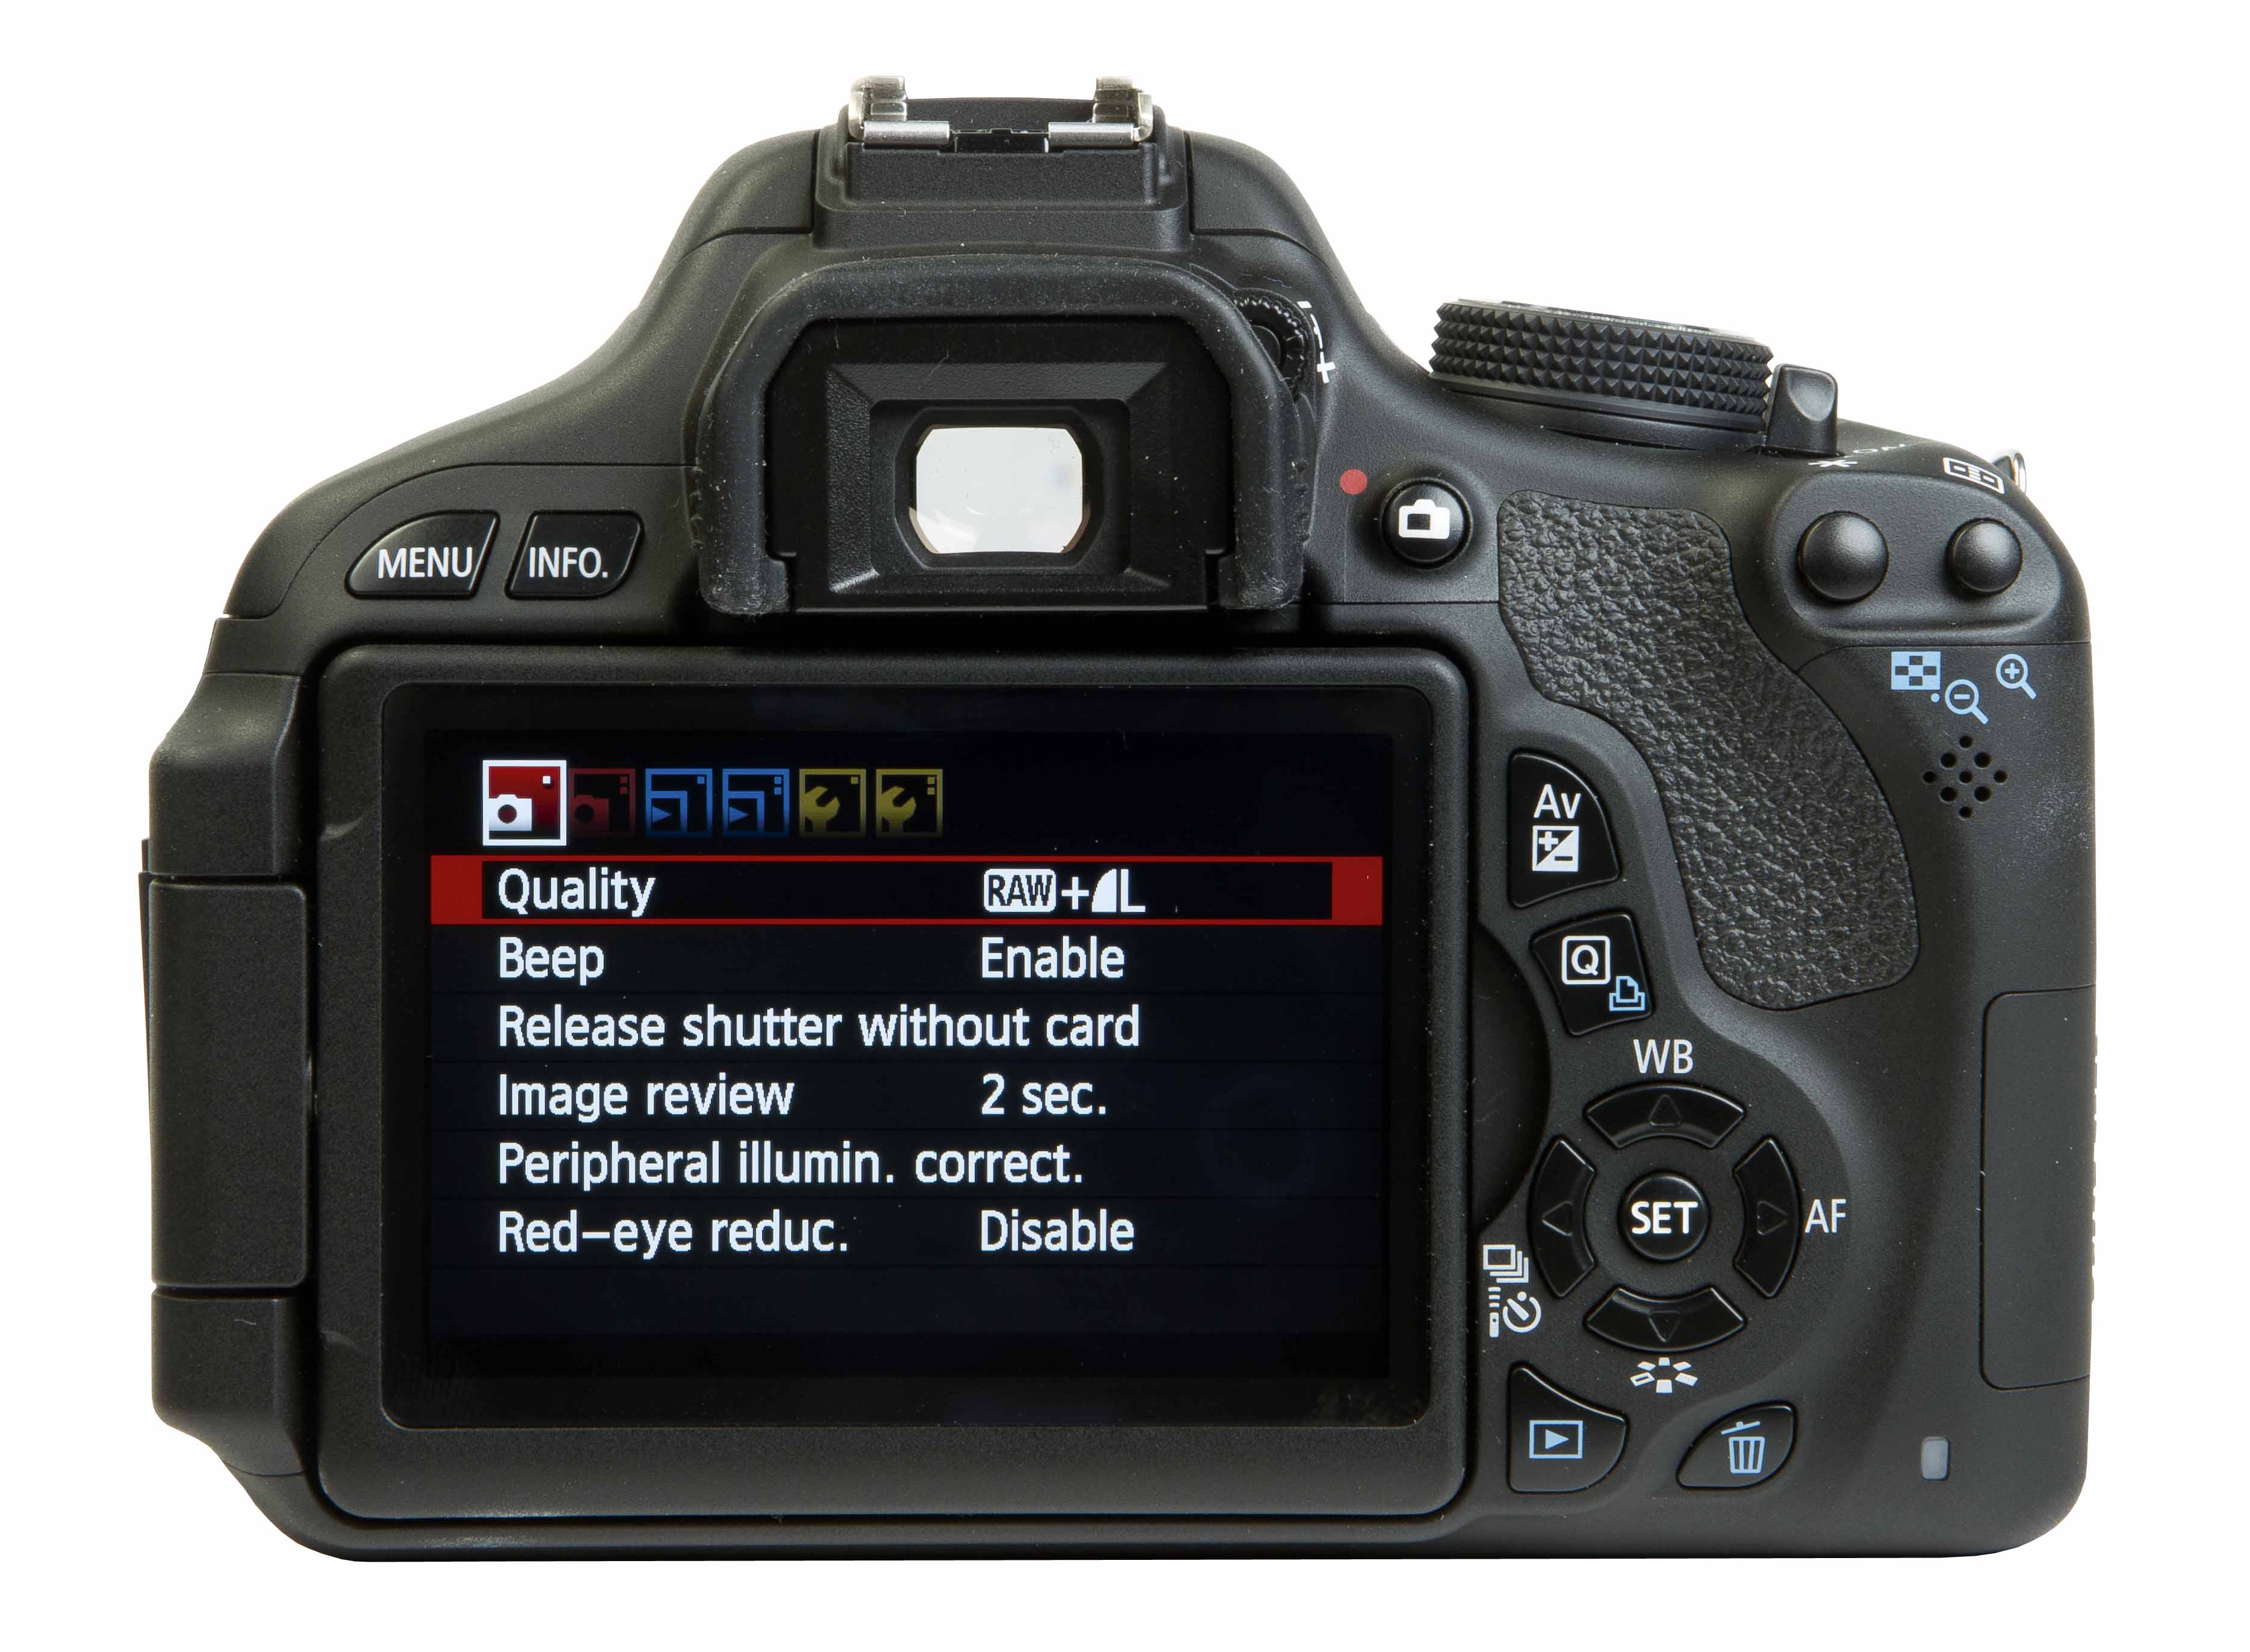 MENU
INFO.
Quality RAW+L
Beep Enable
Release shutter without card
Image review 2 sec.
Peripheral illumin. correct.
Red-eye reduc. Disable
Av
Q
WB
SET
AF